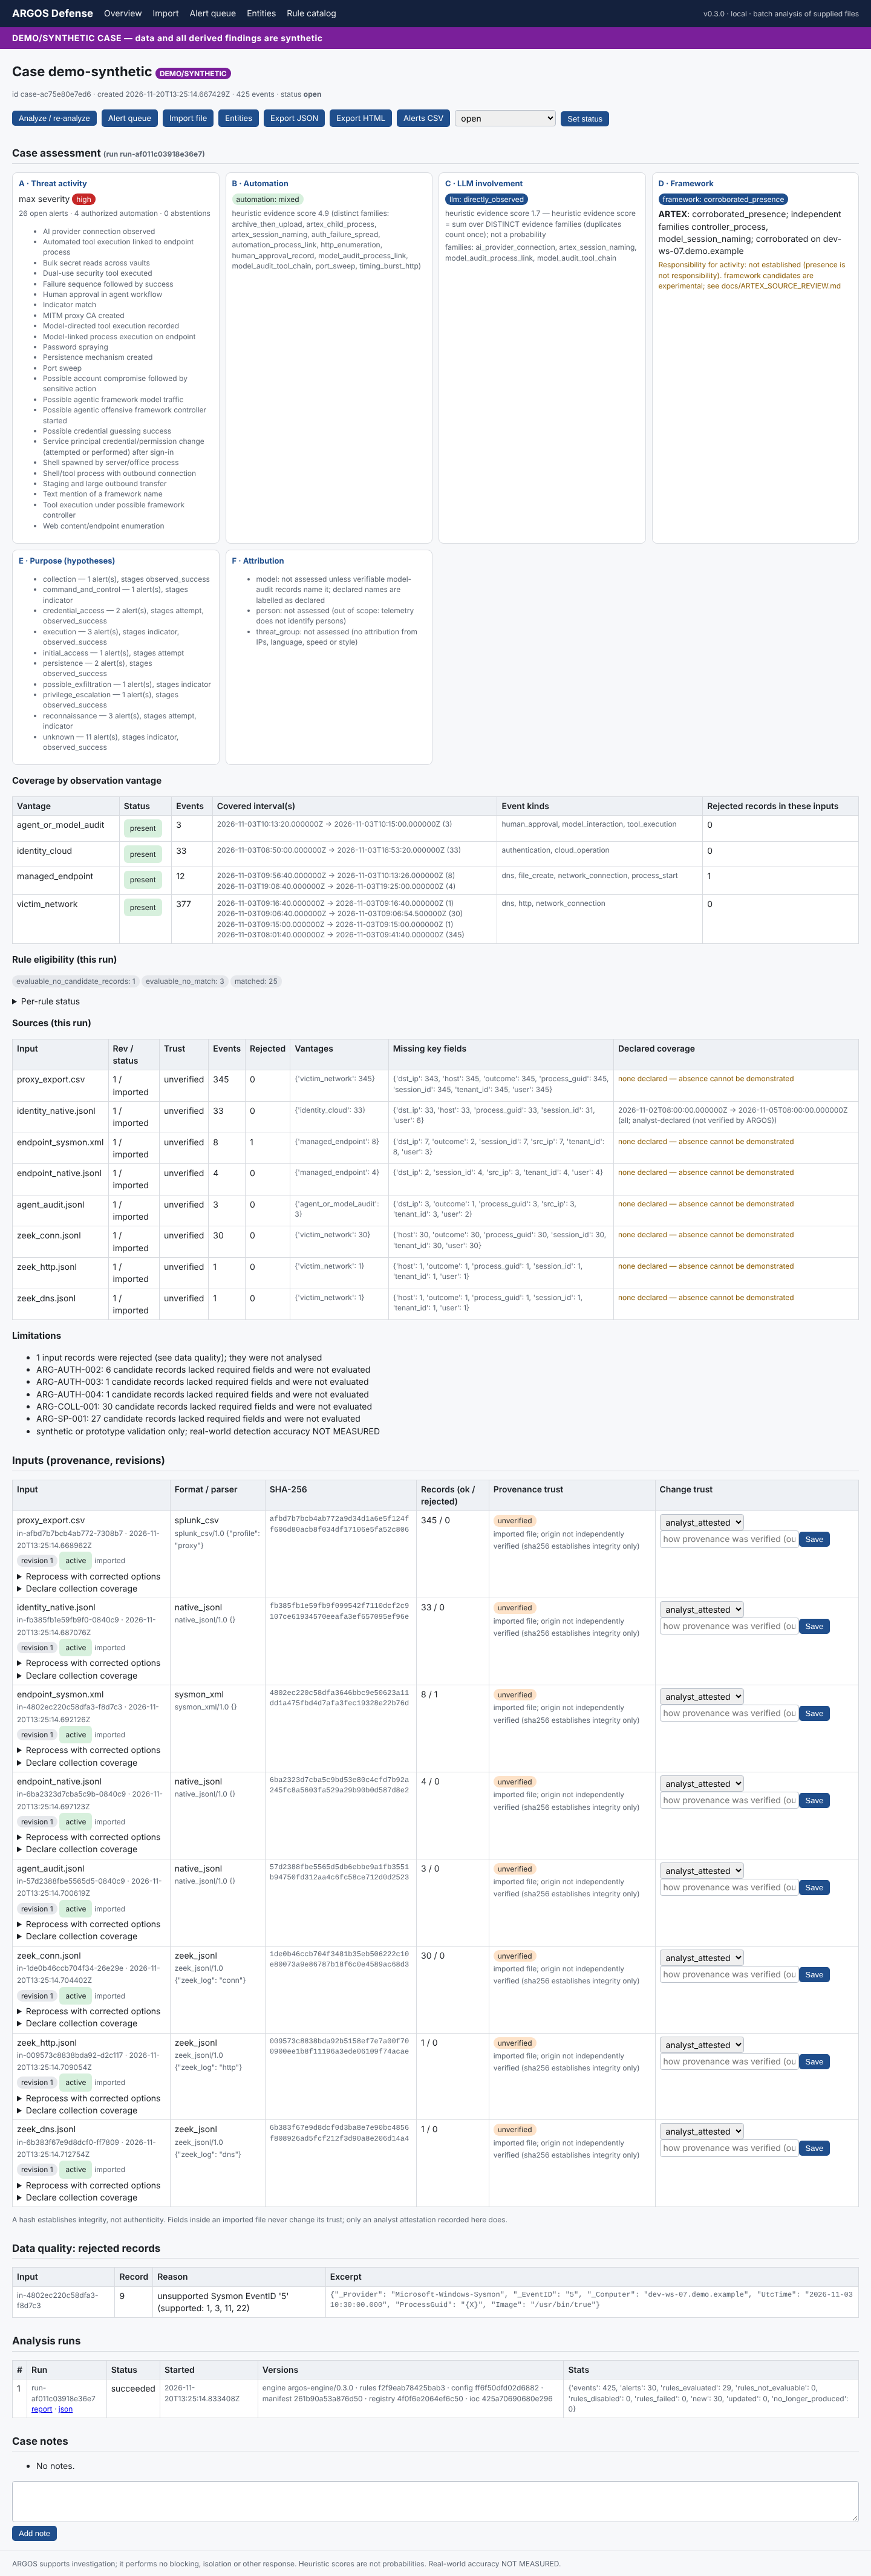 ARGOS Defense Overview Import Alert queue Entities Rule catalog v0.3.0 · local · batch analysis of supplied files
DEMO/SYNTHETIC CASE — data and all derived findings are synthetic
Case demo-synthetic DEMO/SYNTHETIC
id case-ac75e80e7ed6 · created 2026-11-20T13:25:14.667429Z · 425 events · status open
Analyze / re-analyze Alert queue Import file Entities Export JSON Export HTML Alerts CSV open Set status
Case assessment (run run-af011c03918e36e7)
A · Threat activity
max severity high
26 open alerts · 4 authorized automation · 0 abstentions
AI provider connection observed
Automated tool execution linked to endpoint
process
Bulk secret reads across vaults
Dual-use security tool executed
Failure sequence followed by success
Human approval in agent workflow
Indicator match
MITM proxy CA created
Model-directed tool execution recorded
Model-linked process execution on endpoint
Password spraying
Persistence mechanism created
Port sweep
Possible account compromise followed by
sensitive action
Possible agentic framework model traffic
Possible agentic offensive framework controller
started
Possible credential guessing success
Service principal credential/permission change
(attempted or performed) after sign-in
Shell spawned by server/office process
Shell/tool process with outbound connection
Staging and large outbound transfer
Text mention of a framework name
Tool execution under possible framework
controller
Web content/endpoint enumeration
B · Automation
automation: mixed
heuristic evidence score 4.9 (distinct families:
archive_then_upload, artex_child_process,
artex_session_naming, auth_failure_spread,
automation_process_link, http_enumeration,
human_approval_record, model_audit_process_link,
model_audit_tool_chain, port_sweep, timing_burst_http)
C · LLM involvement
llm: directly_observed
heuristic evidence score 1.7 — heuristic evidence score
= sum over DISTINCT evidence families (duplicates
count once); not a probability
families: ai_provider_connection, artex_session_naming,
model_audit_process_link, model_audit_tool_chain
D · Framework
framework: corroborated_presence
ARTEX: corroborated_presence; independent
families controller_process,
model_session_naming; corroborated on dev-
ws-07.demo.example
Responsibility for activity: not established (presence is
not responsibility). framework candidates are
experimental; see docs/ARTEX_SOURCE_REVIEW.md
E · Purpose (hypotheses)
collection — 1 alert(s), stages observed_success
command_and_control — 1 alert(s), stages
indicator
credential_access — 2 alert(s), stages attempt,
observed_success
execution — 3 alert(s), stages indicator,
observed_success
initial_access — 1 alert(s), stages attempt
persistence — 2 alert(s), stages
observed_success
possible_exfiltration — 1 alert(s), stages indicator
privilege_escalation — 1 alert(s), stages
observed_success
reconnaissance — 3 alert(s), stages attempt,
indicator
unknown — 11 alert(s), stages indicator,
observed_success
F · Attribution
model: not assessed unless verifiable model-
audit records name it; declared names are
labelled as declared
person: not assessed (out of scope: telemetry
does not identify persons)
threat_group: not assessed (no attribution from
IPs, language, speed or style)
Coverage by observation vantage
Vantage Status Events Covered interval(s) Event kinds Rejected records in these inputs
agent_or_model_audit present 3 2026-11-03T10:13:20.000000Z → 2026-11-03T10:15:00.000000Z (3) human_approval, model_interaction, tool_execution 0
identity_cloud present 33 2026-11-03T08:50:00.000000Z → 2026-11-03T16:53:20.000000Z (33) authentication, cloud_operation 0
managed_endpoint present 12 2026-11-03T09:56:40.000000Z → 2026-11-03T10:13:26.000000Z (8) dns, file_create, network_connection, process_start 1
2026-11-03T19:06:40.000000Z → 2026-11-03T19:25:00.000000Z (4)
victim_network present 377 2026-11-03T09:16:40.000000Z → 2026-11-03T09:16:40.000000Z (1) dns, http, network_connection 0
2026-11-03T09:06:40.000000Z → 2026-11-03T09:06:54.500000Z (30)
2026-11-03T09:15:00.000000Z → 2026-11-03T09:15:00.000000Z (1)
2026-11-03T08:01:40.000000Z → 2026-11-03T09:41:40.000000Z (345)
Rule eligibility (this run)
evaluable_no_candidate_records: 1 evaluable_no_match: 3 matched: 25
Per-rule status
Sources (this run)
Input Rev / status Trust Events Rejected Vantages Missing key fields Declared coverage
proxy_export.csv 1 / imported unverified 345 0 {'victim_network': 345} {'dst_ip': 343, 'host': 345, 'outcome': 345, 'process_guid': 345, 'session_id': 345, 'tenant_id': 345, 'user': 345} none declared — absence cannot be demonstrated
identity_native.jsonl 1 / imported unverified 33 0 {'identity_cloud': 33} {'dst_ip': 33, 'host': 33, 'process_guid': 33, 'session_id': 31, 'user': 6} 2026-11-02T08:00:00.000000Z → 2026-11-05T08:00:00.000000Z (all; analyst-declared (not verified by ARGOS))
endpoint_sysmon.xml 1 / imported unverified 8 1 {'managed_endpoint': 8} {'dst_ip': 7, 'outcome': 2, 'session_id': 7, 'src_ip': 7, 'tenant_id': 8, 'user': 3} none declared — absence cannot be demonstrated
endpoint_native.jsonl 1 / imported unverified 4 0 {'managed_endpoint': 4} {'dst_ip': 2, 'session_id': 4, 'src_ip': 3, 'tenant_id': 4, 'user': 4} none declared — absence cannot be demonstrated
agent_audit.jsonl 1 / imported unverified 3 0 {'agent_or_model_audit': 3} {'dst_ip': 3, 'outcome': 1, 'process_guid': 3, 'src_ip': 3, 'tenant_id': 3, 'user': 2} none declared — absence cannot be demonstrated
zeek_conn.jsonl 1 / imported unverified 30 0 {'victim_network': 30} {'host': 30, 'outcome': 30, 'process_guid': 30, 'session_id': 30, 'tenant_id': 30, 'user': 30} none declared — absence cannot be demonstrated
zeek_http.jsonl 1 / imported unverified 1 0 {'victim_network': 1} {'host': 1, 'outcome': 1, 'process_guid': 1, 'session_id': 1, 'tenant_id': 1, 'user': 1} none declared — absence cannot be demonstrated
zeek_dns.jsonl 1 / imported unverified 1 0 {'victim_network': 1} {'host': 1, 'outcome': 1, 'process_guid': 1, 'session_id': 1, 'tenant_id': 1, 'user': 1} none declared — absence cannot be demonstrated
Limitations
1 input records were rejected (see data quality); they were not analysed
ARG-AUTH-002: 6 candidate records lacked required fields and were not evaluated
ARG-AUTH-003: 1 candidate records lacked required fields and were not evaluated
ARG-AUTH-004: 1 candidate records lacked required fields and were not evaluated
ARG-COLL-001: 30 candidate records lacked required fields and were not evaluated
ARG-SP-001: 27 candidate records lacked required fields and were not evaluated
synthetic or prototype validation only; real-world detection accuracy NOT MEASURED
Inputs (provenance, revisions)
Input Format / parser SHA-256 Records (ok / rejected) Provenance trust Change trust
proxy_export.csv splunk_csv afbd7b7bcb4ab772a9d34d1a6e5f124f 345 / 0 unverified analyst_attested
in-afbd7b7bcb4ab772-7308b7 · 2026-11- splunk_csv/1.0 {"profile": f606d80acb8f034df17106e5fa52c806 imported file; origin not independently how provenance was verified (ou Save
20T13:25:14.668962Z "proxy"} verified (sha256 establishes integrity only)
revision 1 active imported
Reprocess with corrected options
Declare collection coverage
identity_native.jsonl native_jsonl fb385fb1e59fb9f099542f7110dcf2c9 33 / 0 unverified analyst_attested
in-fb385fb1e59fb9f0-0840c9 · 2026-11- native_jsonl/1.0 {} 107ce61934570eeafa3ef657095ef96e imported file; origin not independently how provenance was verified (ou Save
20T13:25:14.687076Z verified (sha256 establishes integrity only)
revision 1 active imported
Reprocess with corrected options
Declare collection coverage
endpoint_sysmon.xml sysmon_xml 4802ec220c58dfa3646bbc9e50623a11 8 / 1 unverified analyst_attested
in-4802ec220c58dfa3-f8d7c3 · 2026-11- sysmon_xml/1.0 {} dd1a475fbd4d7afa3fec19328e22b76d imported file; origin not independently how provenance was verified (ou Save
20T13:25:14.692126Z verified (sha256 establishes integrity only)
revision 1 active imported
Reprocess with corrected options
Declare collection coverage
endpoint_native.jsonl native_jsonl 6ba2323d7cba5c9bd53e80c4cfd7b92a 4 / 0 unverified analyst_attested
in-6ba2323d7cba5c9b-0840c9 · 2026-11- native_jsonl/1.0 {} 245fc8a5603fa529a29b90b0d587d8e2 imported file; origin not independently how provenance was verified (ou Save
20T13:25:14.697123Z verified (sha256 establishes integrity only)
revision 1 active imported
Reprocess with corrected options
Declare collection coverage
agent_audit.jsonl native_jsonl 57d2388fbe5565d5db6ebbe9a1fb3551 3 / 0 unverified analyst_attested
in-57d2388fbe5565d5-0840c9 · 2026-11- native_jsonl/1.0 {} b94750fd312aa4c6fc58ce712d0d2523 imported file; origin not independently how provenance was verified (ou Save
20T13:25:14.700619Z verified (sha256 establishes integrity only)
revision 1 active imported
Reprocess with corrected options
Declare collection coverage
zeek_conn.jsonl zeek_jsonl 1de0b46ccb704f3481b35eb506222c10 30 / 0 unverified analyst_attested
in-1de0b46ccb704f34-26e29e · 2026-11- zeek_jsonl/1.0 e80073a9e86787b18f6c0e4589ac68d3 imported file; origin not independently how provenance was verified (ou Save
20T13:25:14.704402Z {"zeek_log": "conn"} verified (sha256 establishes integrity only)
revision 1 active imported
Reprocess with corrected options
Declare collection coverage
zeek_http.jsonl zeek_jsonl 009573c8838bda92b5158ef7e7a00f70 1 / 0 unverified analyst_attested
in-009573c8838bda92-d2c117 · 2026-11- zeek_jsonl/1.0 0900ee1b8f11196a3ede06109f74acae imported file; origin not independently how provenance was verified (ou Save
20T13:25:14.709054Z {"zeek_log": "http"} verified (sha256 establishes integrity only)
revision 1 active imported
Reprocess with corrected options
Declare collection coverage
zeek_dns.jsonl zeek_jsonl 6b383f67e9d8dcf0d3ba8e7e90bc4856 1 / 0 unverified analyst_attested
in-6b383f67e9d8dcf0-ff7809 · 2026-11- zeek_jsonl/1.0 f808926ad5fcf212f3d90a8e206d14a4 imported file; origin not independently how provenance was verified (ou Save
20T13:25:14.712754Z {"zeek_log": "dns"} verified (sha256 establishes integrity only)
revision 1 active imported
Reprocess with corrected options
Declare collection coverage
A hash establishes integrity, not authenticity. Fields inside an imported file never change its trust; only an analyst attestation recorded here does.
Data quality: rejected records
Input Record Reason Excerpt
in-4802ec220c58dfa3- 9 unsupported Sysmon EventID '5' {"_Provider": "Microsoft-Windows-Sysmon", "_EventID": "5", "_Computer": "dev-ws-07.demo.example", "UtcTime": "2026-11-03
f8d7c3 (supported: 1, 3, 11, 22) 10:30:00.000", "ProcessGuid": "{X}", "Image": "/usr/bin/true"}
Analysis runs
# Run Status Started Versions Stats
1 run- succeeded 2026-11- engine argos-engine/0.3.0 · rules f2f9eab78425bab3 · config ff6f50dfd02d6882 · {'events': 425, 'alerts': 30, 'rules_evaluated': 29, 'rules_not_evaluable': 0,
af011c03918e36e7 20T13:25:14.833408Z manifest 261b90a53a876d50 · registry 4f0f6e2064ef6c50 · ioc 425a70690680e296 'rules_disabled': 0, 'rules_failed': 0, 'new': 30, 'updated': 0, 'no_longer_produced':
report · json 0}
Case notes
No notes.
Add note
ARGOS supports investigation; it performs no blocking, isolation or other response. Heuristic scores are not probabilities. Real-world accuracy NOT MEASURED.